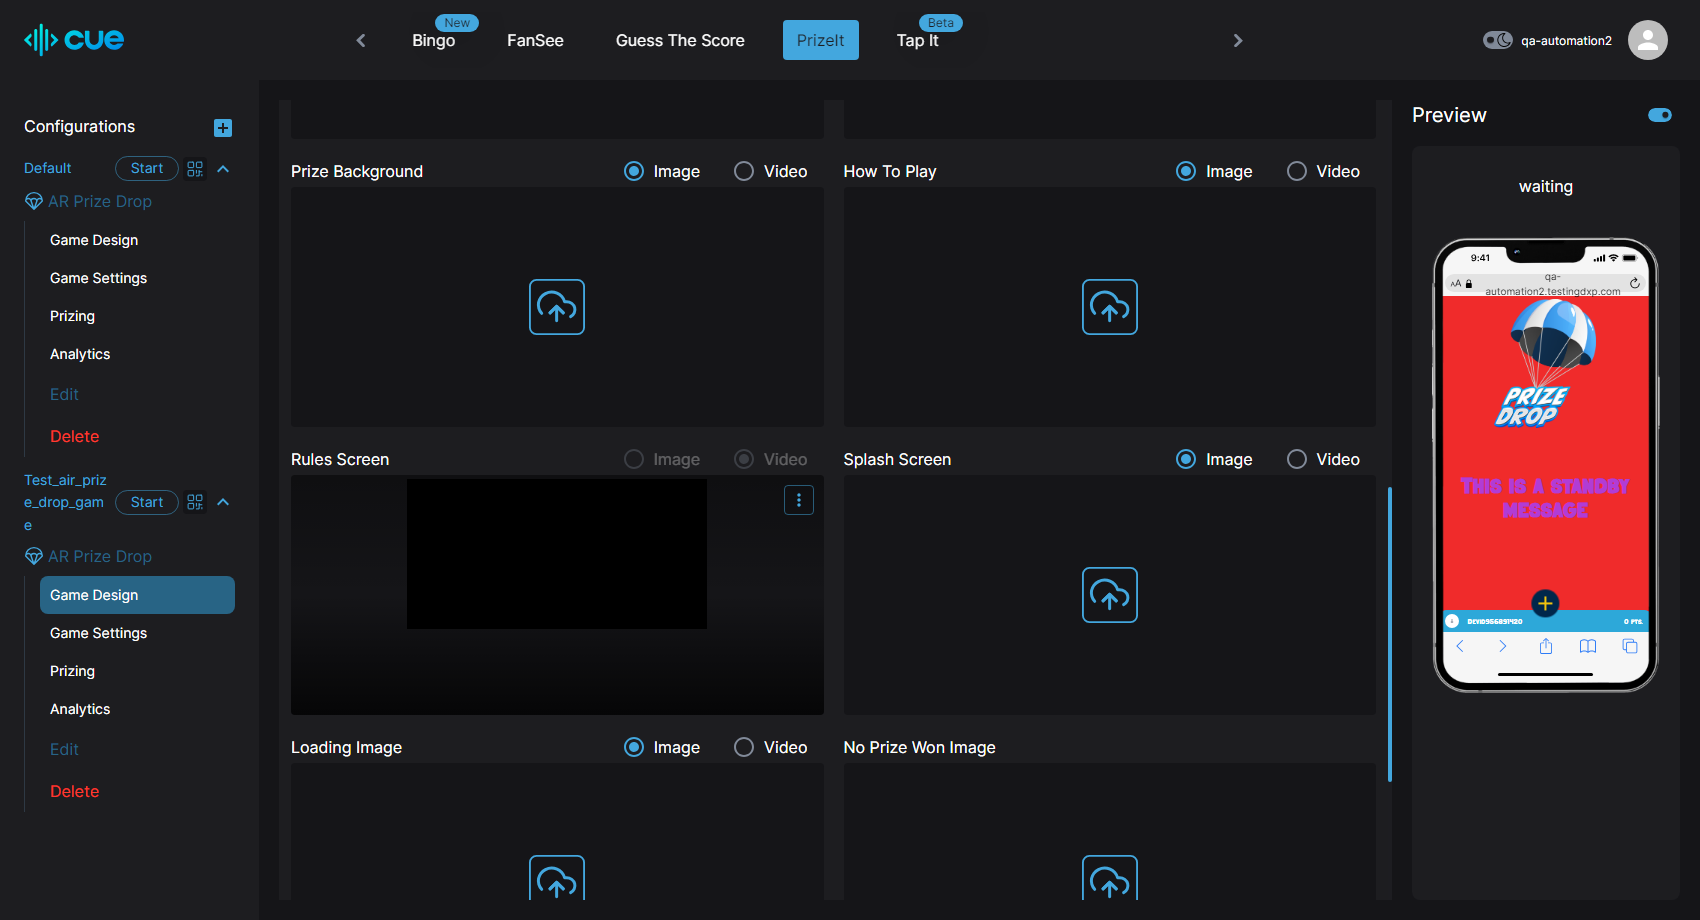 cue
New
Bingo
FanSee
Guess The Score
PrizeIt
Beta
Tap It
qa-automation2
Configurations
Default
Start
AR Prize Drop
Game Design
Game Settings
Prizing
Analytics
Edit
Delete
Test_air_priz
e_drop_gam
e
Start
AR Prize Drop
Game Design
Game Settings
Prizing
Analytics
Edit
Delete
Prize Background
Image
Video
How To Play
Image
Video
Rules Screen
Image
Video
Splash Screen
Image
Video
Loading Image
Image
Video
No Prize Won Image
Preview
waiting
9:41
AA
qa-
automation2.testingdxp.com
PRIZE
DROP
THIS IS A STANDBY
MESSAGE
0 PTS.